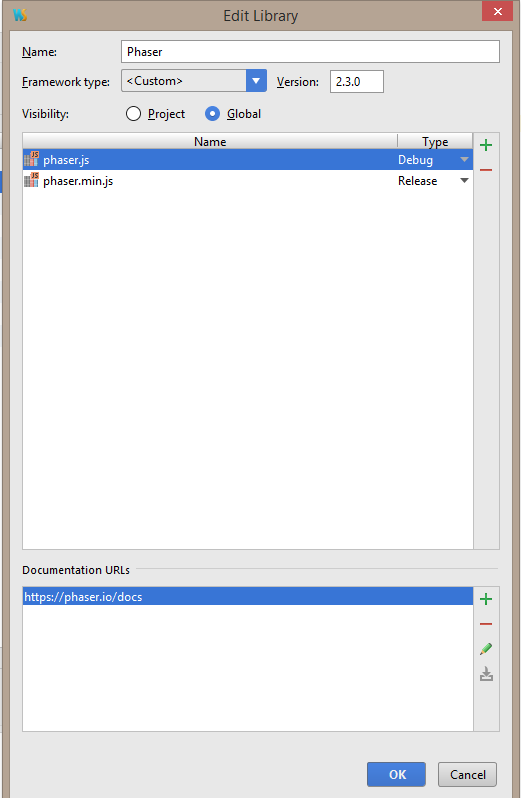 Edit Library
Name: Phaser
Framework type: <Custom> Version: 2.3.0
Visibility: Project Global
Name Type
phaser.js Debug
phaser.min.js Release
Documentation URLs
https://phaser.io/docs
OK Cancel